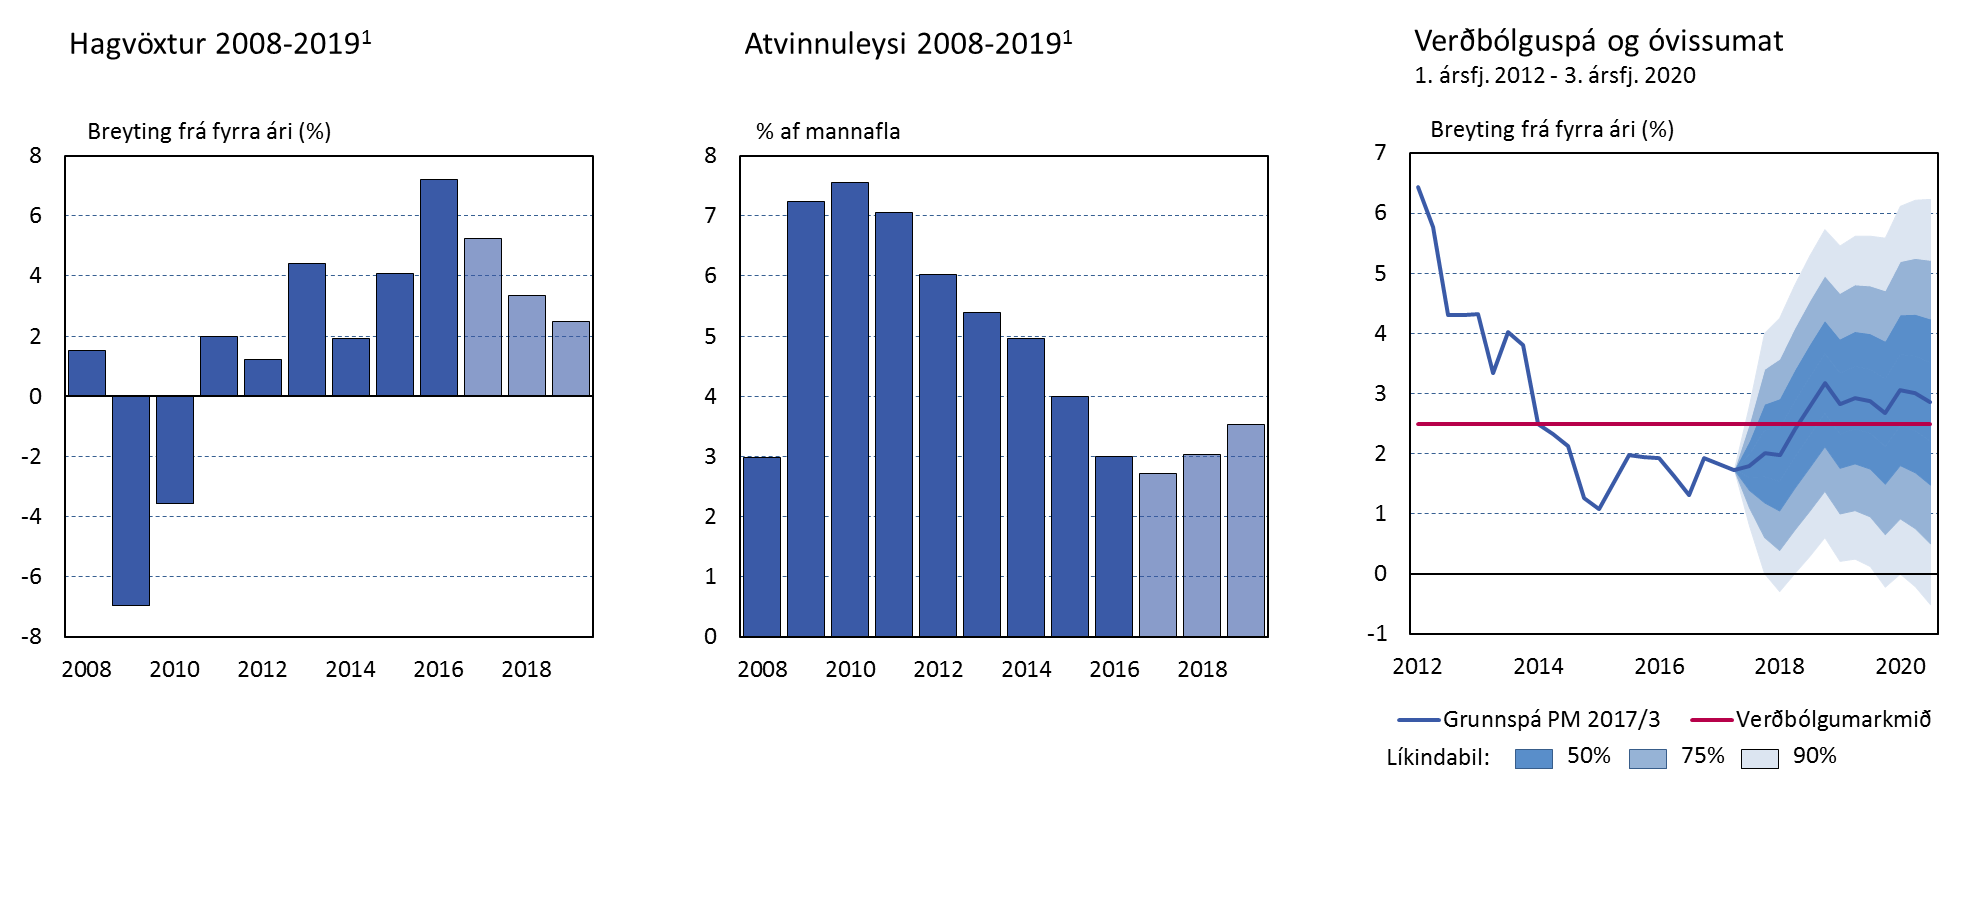 Hagvöxtur 2008-2019¹
Breyting frá fyrra ári (%)
8
6
4
2
0
-2
-4
-6
-8
2008 2010 2012 2014 2016 2018
Atvinnuleysi 2008-2019¹
% af mannafla
8
7
6
5
4
3
2
1
0
2008 2010 2012 2014 2016 2018
Verðbólguspá og óvissumat
1. ársfj. 2012 - 3. ársfj. 2020
Breyting frá fyrra ári (%)
7
6
5
4
3
2
1
0
-1
2012 2014 2016 2018 2020
Grunnspá PM 2017/3 Verðbólgumarkmið
Líkindabil: 50% 75% 90%